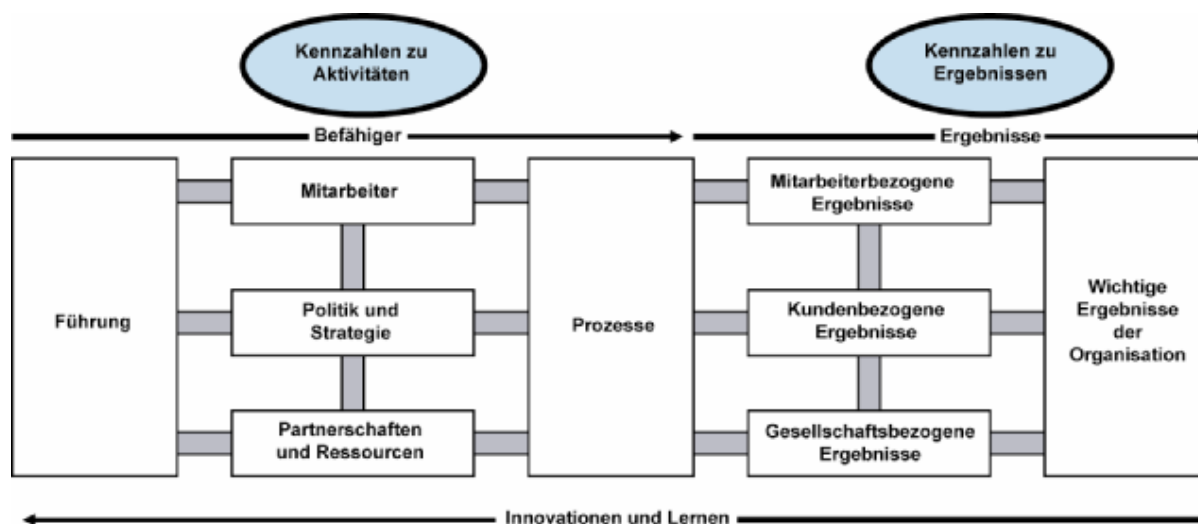 Kennzahlen zu
Aktivitäten
Kennzahlen zu
Ergebnissen
Befähiger
Ergebnisse
Führung
Mitarbeiter
Politik und
Strategie
Partnerschaften
und Ressourcen
Prozesse
Mitarbeiterbezogene
Ergebnisse
Kundenbezogene
Ergebnisse
Gesellschaftsbezogene
Ergebnisse
Wichtige
Ergebnisse
der
Organisation
Innovationen und Lernen